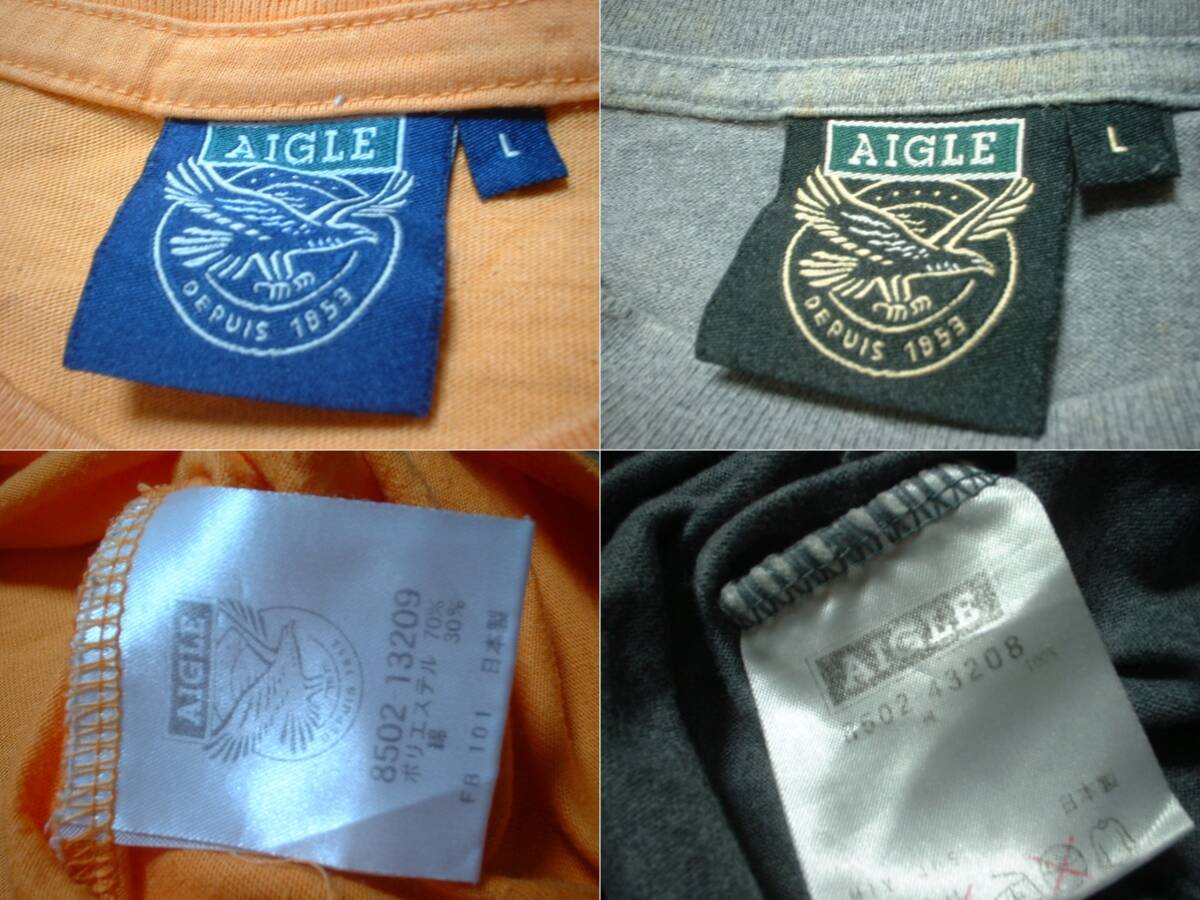 AIGLE
L
DEPUIS 1853
AIGLE
L
DEPUIS 1853
AIGLE
8502 13209
ポリエステル 70%
綿 30%
FB 101 日本製
AIGLE
8502 43208
日本製